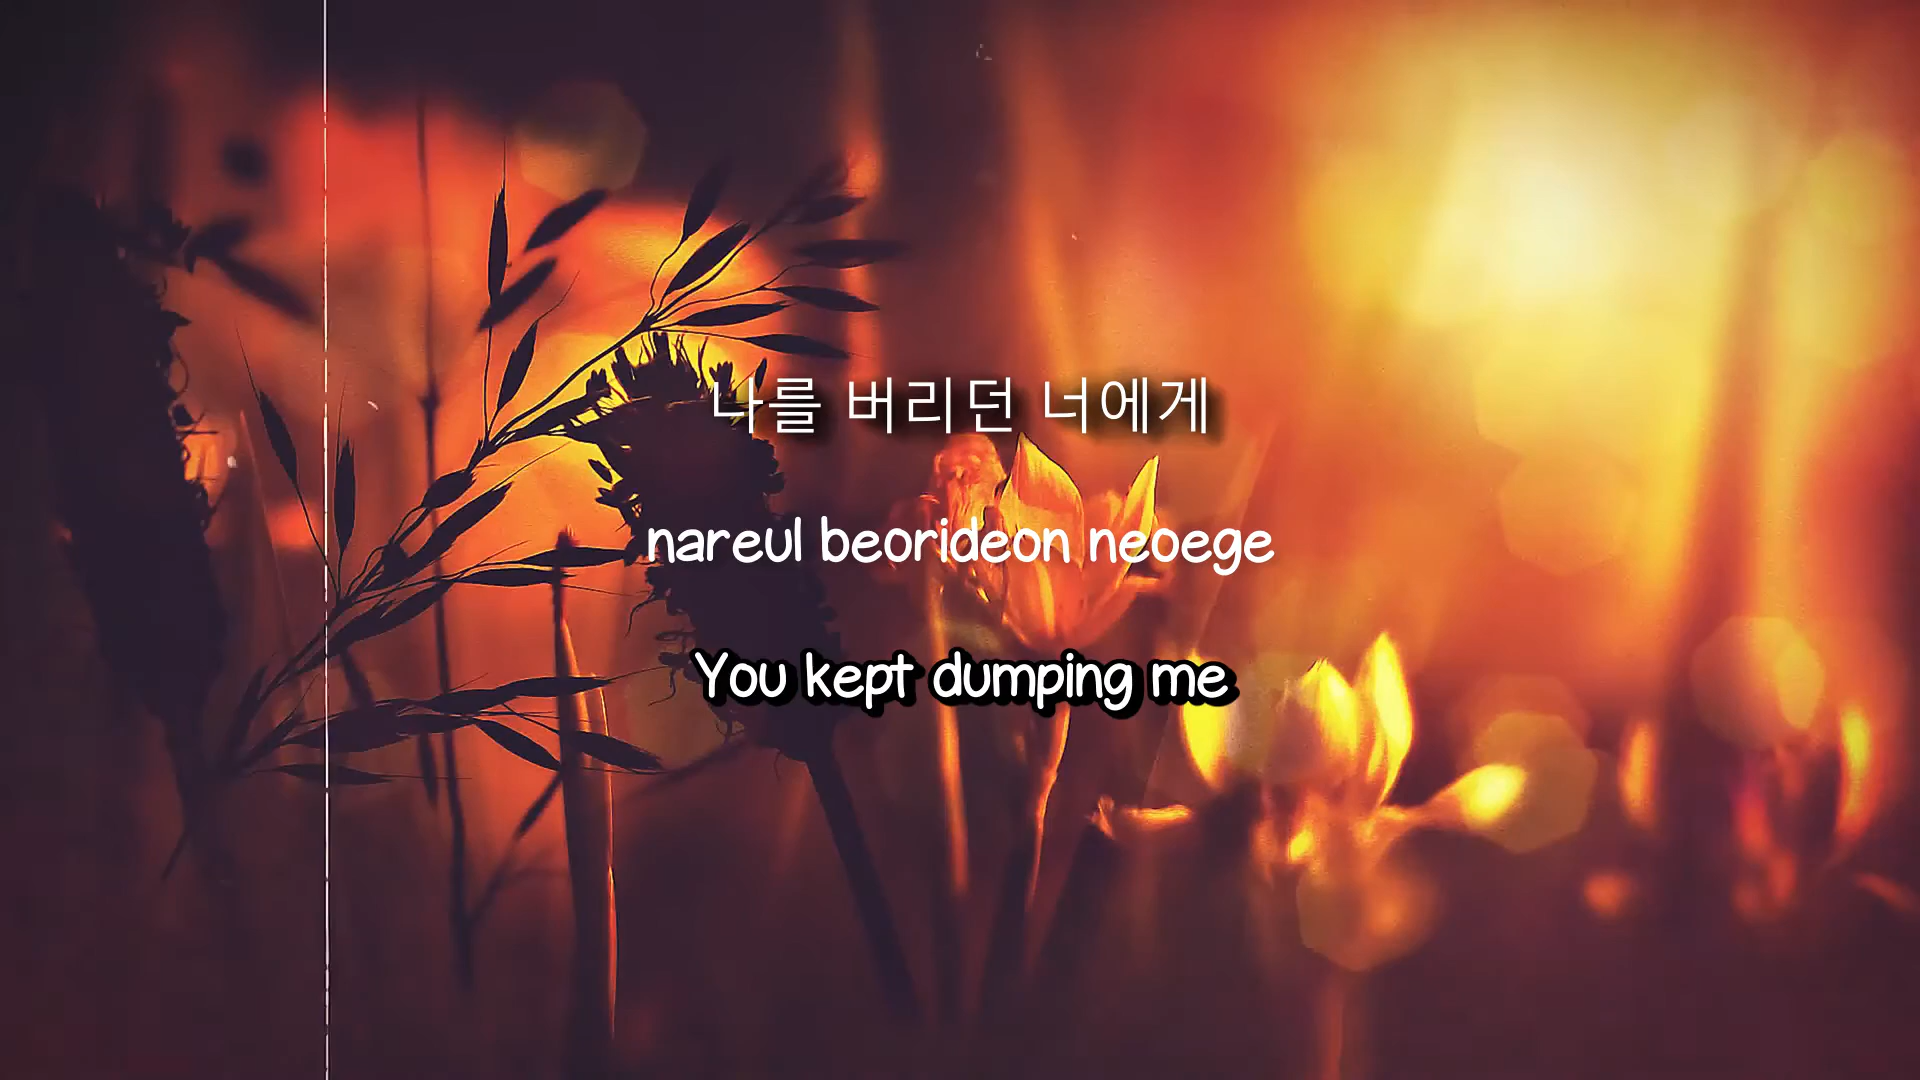 나를 버리던 너에게
nareul beorideon neoege
You kept dumping me